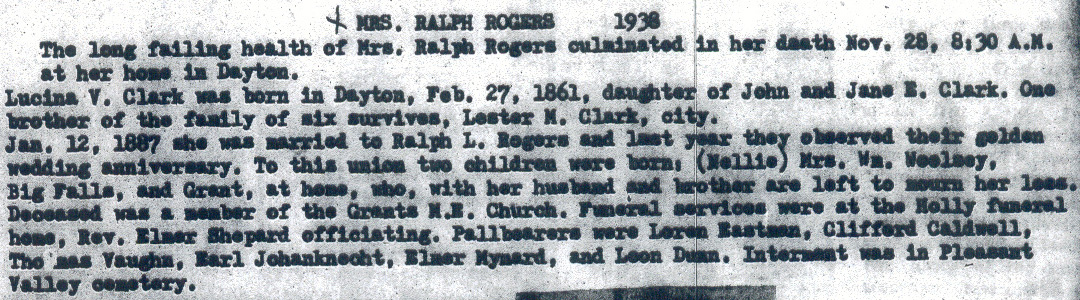 MRS. RALPH ROGERS 1938
The long failing health of Mrs. Ralph Rogers culminated in her death Nov. 28, 8:30 A.M.
at her home in Dayton.
Lucina V. Clark was born in Dayton, Feb. 27, 1861, daughter of John and Jane E. Clark. One
brother of the family of six survives, Lester M. Clark, city.
Jan. 12, 1887 she was married to Ralph L. Rogers and last year they observed their golden
wedding anniversary. To this union two children were born; (Nellie) Mrs. Wm. Woolsey,
Big Falls, and Grant, at home, who, with her husband and brother are left to mourn her loss.
Deceased was a member of the Grants M.E. Church. Funeral services were at the Holly funeral
home, Rev. Elmer Shepard officiating. Pallbearers were Loren Eastman, Clifford Caldwell,
Tho mas Vaughn, Earl Johanknecht, Elmer Mynard, and Leon Dunn. Interment was in Pleasant
Valley cemetery.